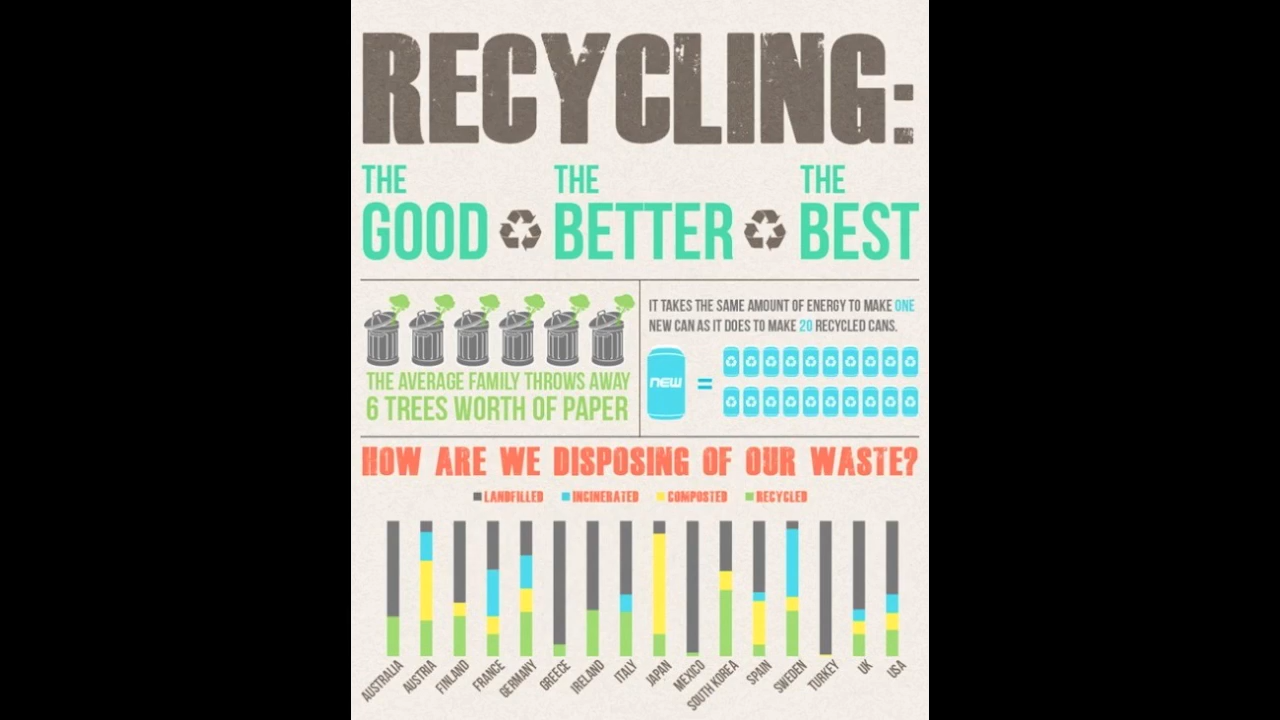 RECYCLING:
THE THE THE
GOOD BETTER BEST
THE AVERAGE FAMILY THROWS AWAY
6 TREES WORTH OF PAPER
IT TAKES THE SAME AMOUNT OF ENERGY TO MAKE ONE
NEW CAN AS IT DOES TO MAKE 20 RECYCLED CANS.
NEW =
HOW ARE WE DISPOSING OF OUR WASTE?
LANDFILLED INCINERATED COMPOSTED RECYCLED
AUSTRALIA AUSTRIA FINLAND FRANCE GERMANY GREECE IRELAND ITALY JAPAN MEXICO SOUTH KOREA SPAIN SWEDEN TURKEY UK USA